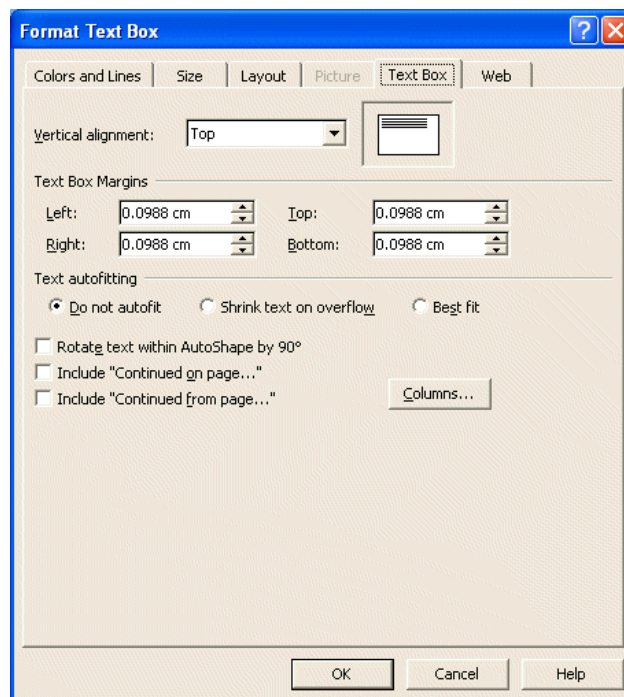 Format Text Box
Colors and Lines Size Layout Picture Text Box Web
Vertical alignment: Top
Text Box Margins
Left: 0.0988 cm Top: 0.0988 cm
Right: 0.0988 cm Bottom: 0.0988 cm
Text autofitting
Do not autofit Shrink text on overflow Best fit
Rotate text within AutoShape by 90°
Include "Continued on page..."
Include "Continued from page..." Columns...
OK Cancel Help